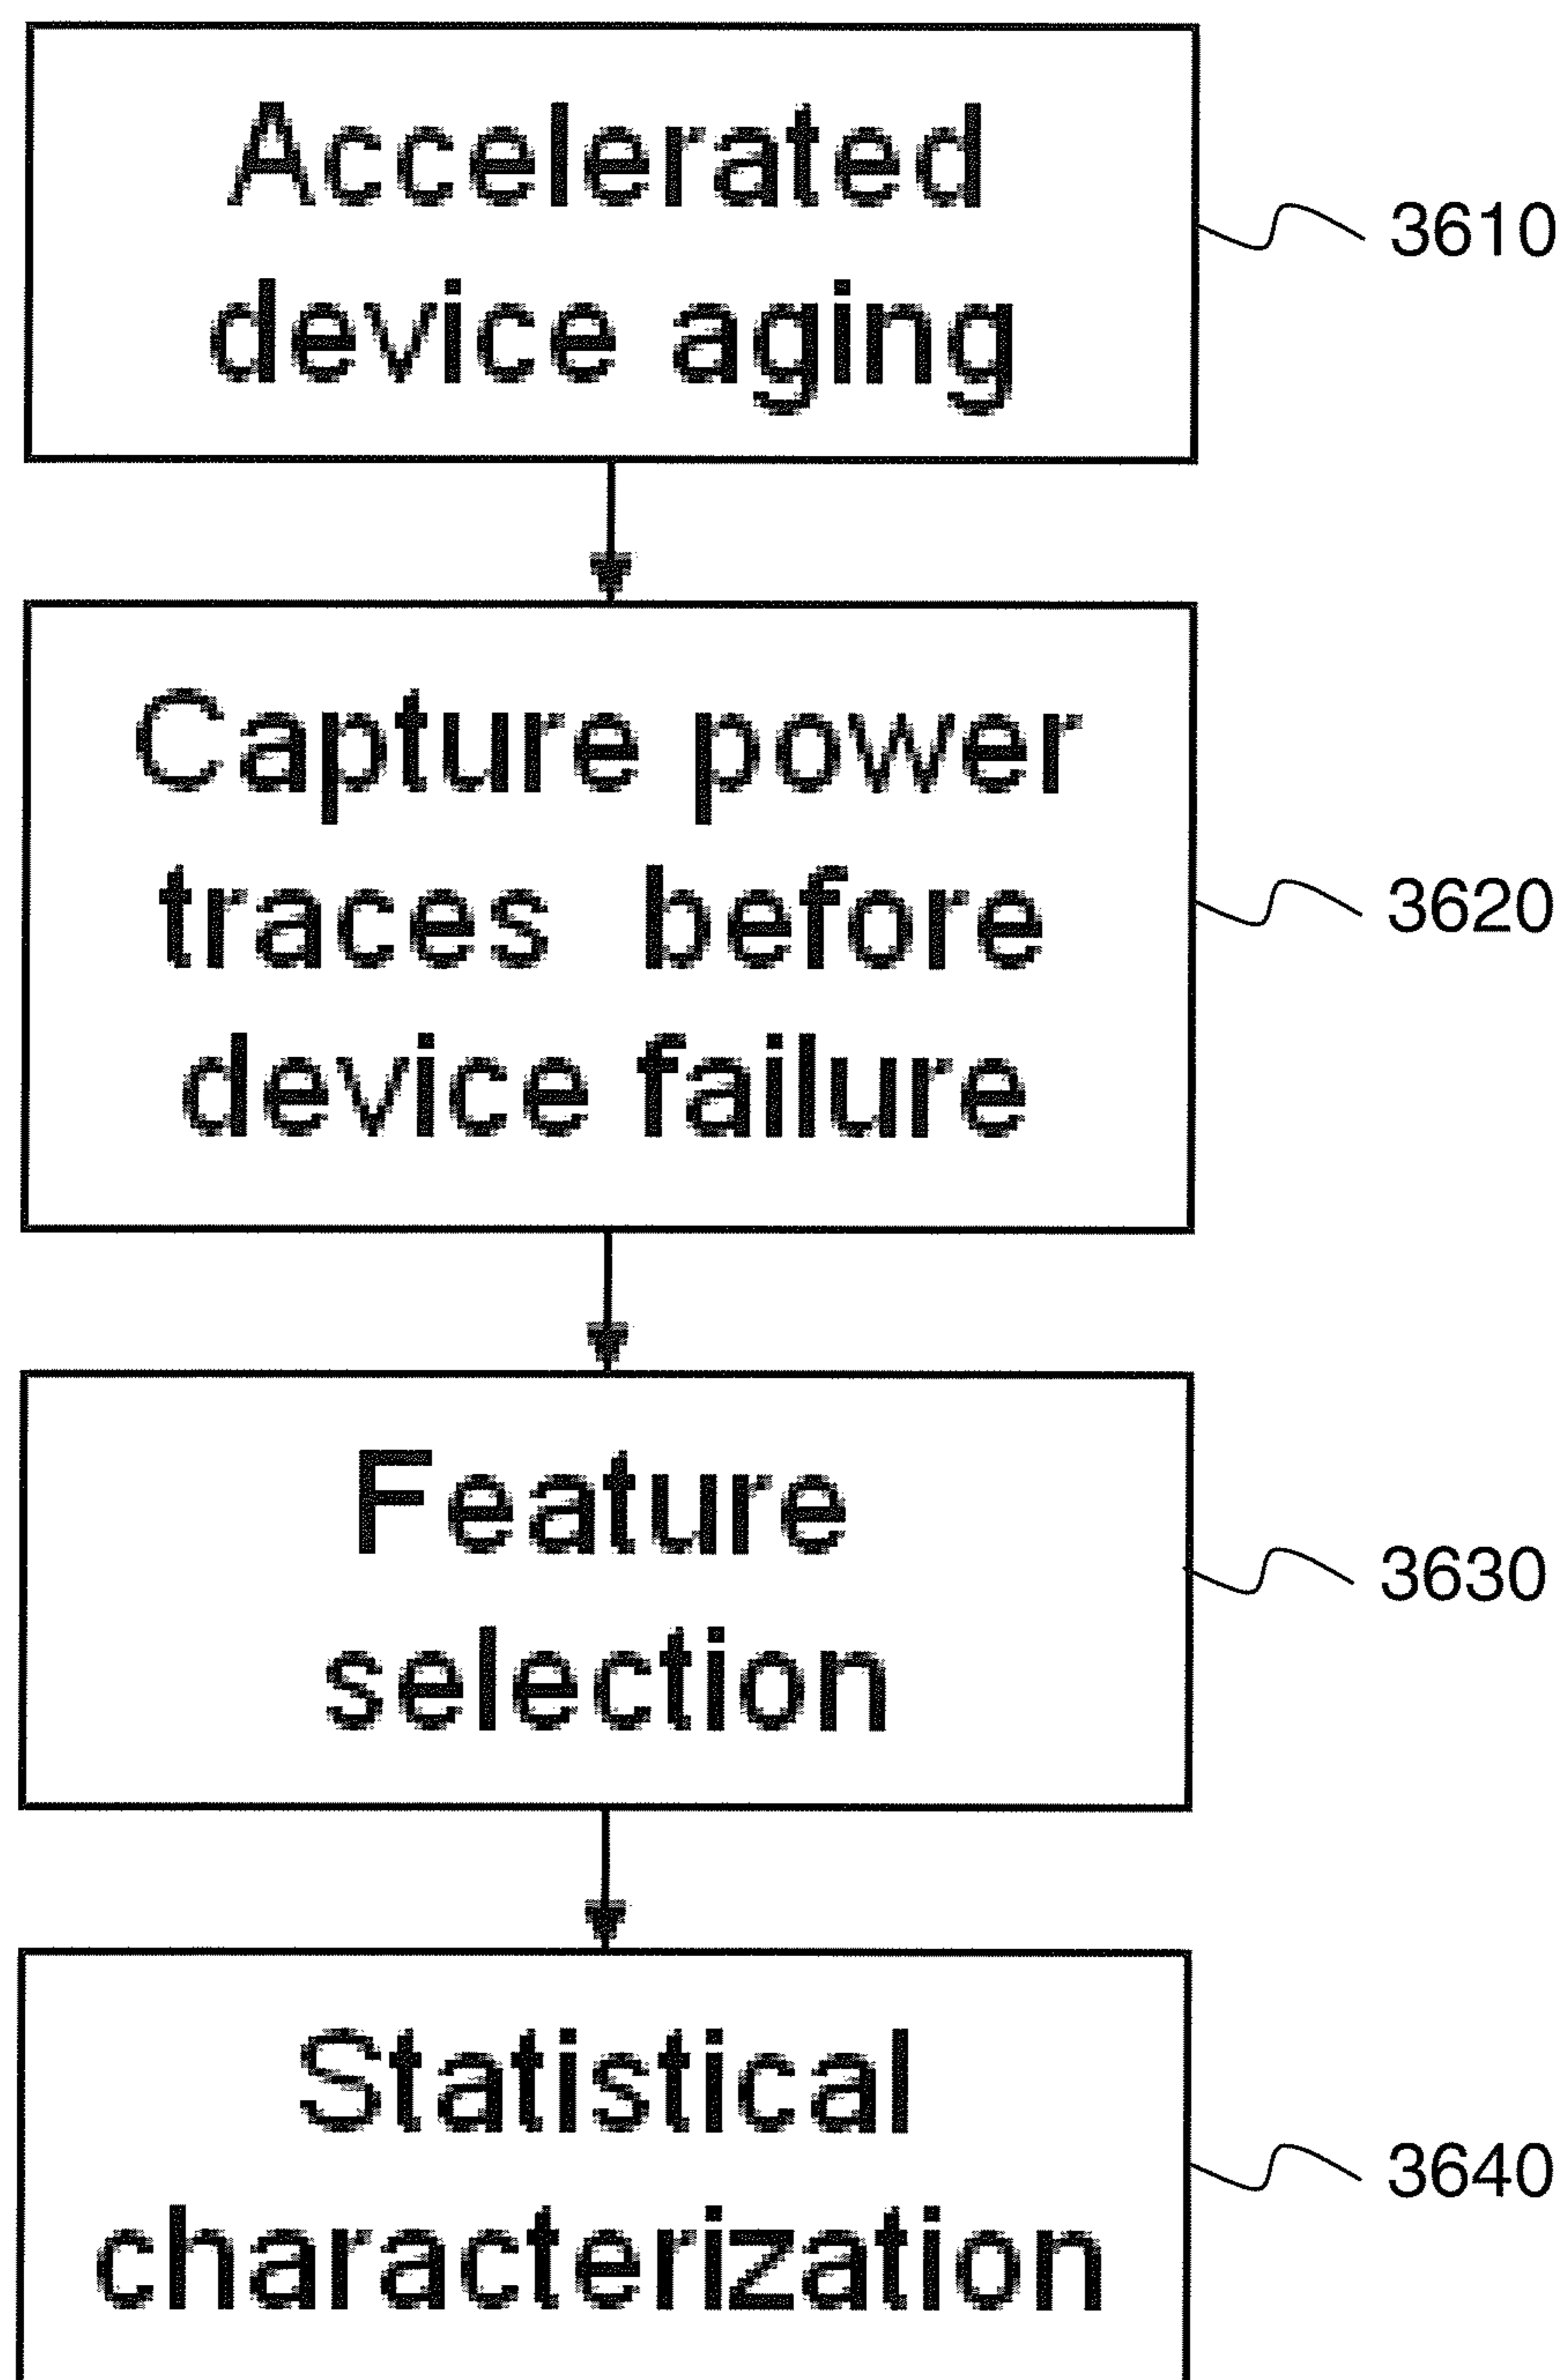 Accelerated
device aging
3610
Capture power
traces before
device failure
3620
Feature
selection
3630
Statistical
characterization
3640